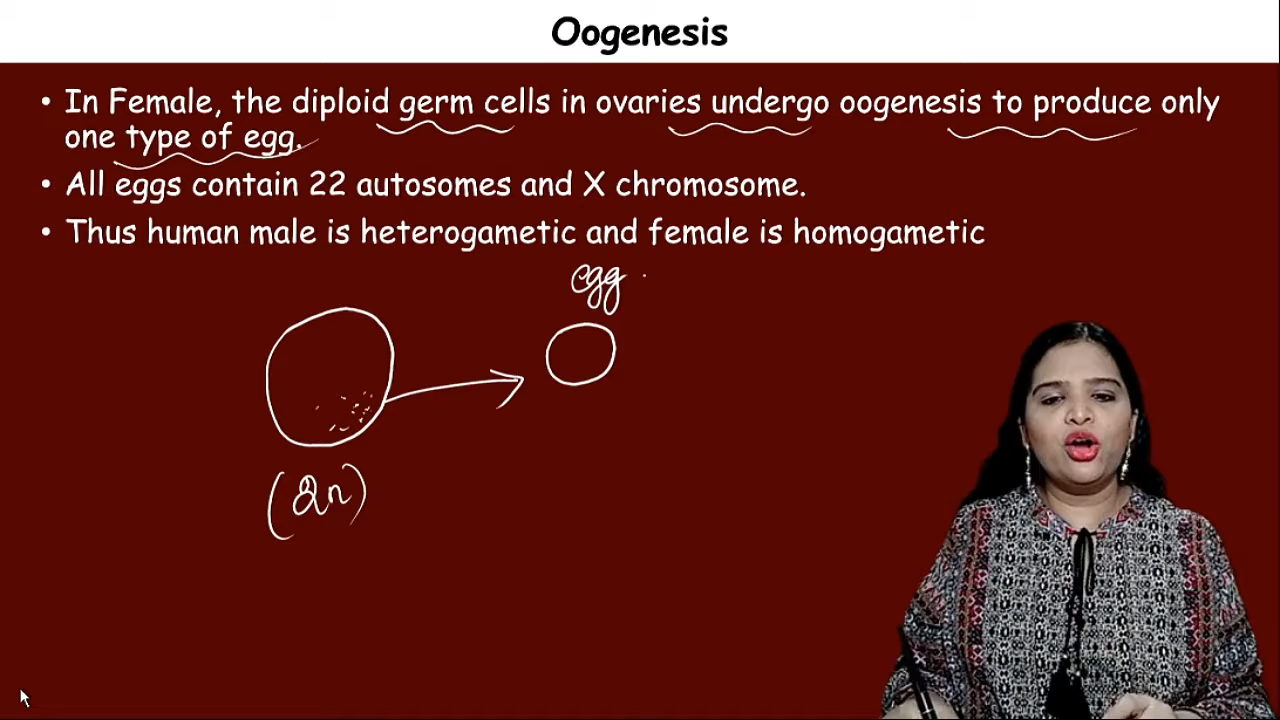 Oogenesis
• In Female, the diploid germ cells in ovaries undergo oogenesis to produce only
one type of egg.
• All eggs contain 22 autosomes and X chromosome.
• Thus human male is heterogametic and female is homogametic
egg
(2n)